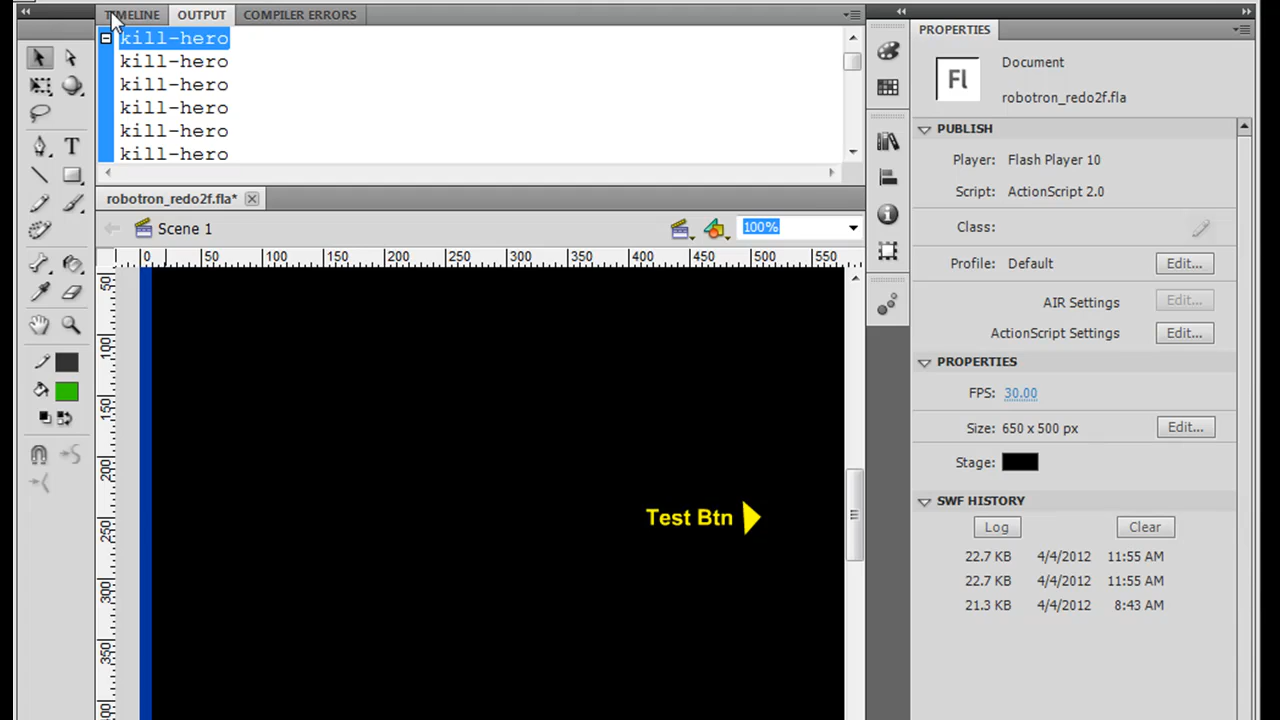 TIMELINE OUTPUT COMPILER ERRORS
kill-hero
kill-hero
kill-hero
kill-hero
kill-hero
kill-hero
robotron_redo2f.fla*
Scene 1
100%
0 50 100 150 200 250 300 350 400 450 500 550
50
100
150
200
250
300
350
Test Btn
PROPERTIES
Fl
Document
robotron_redo2f.fla
PUBLISH
Player: Flash Player 10
Script: ActionScript 2.0
Class:
Profile: Default Edit...
AIR Settings Edit...
ActionScript Settings Edit...
PROPERTIES
FPS: 30.00
Size: 650 x 500 px Edit...
Stage:
SWF HISTORY
Log Clear
22.7 KB 4/4/2012 11:55 AM
22.7 KB 4/4/2012 11:55 AM
21.3 KB 4/4/2012 8:43 AM